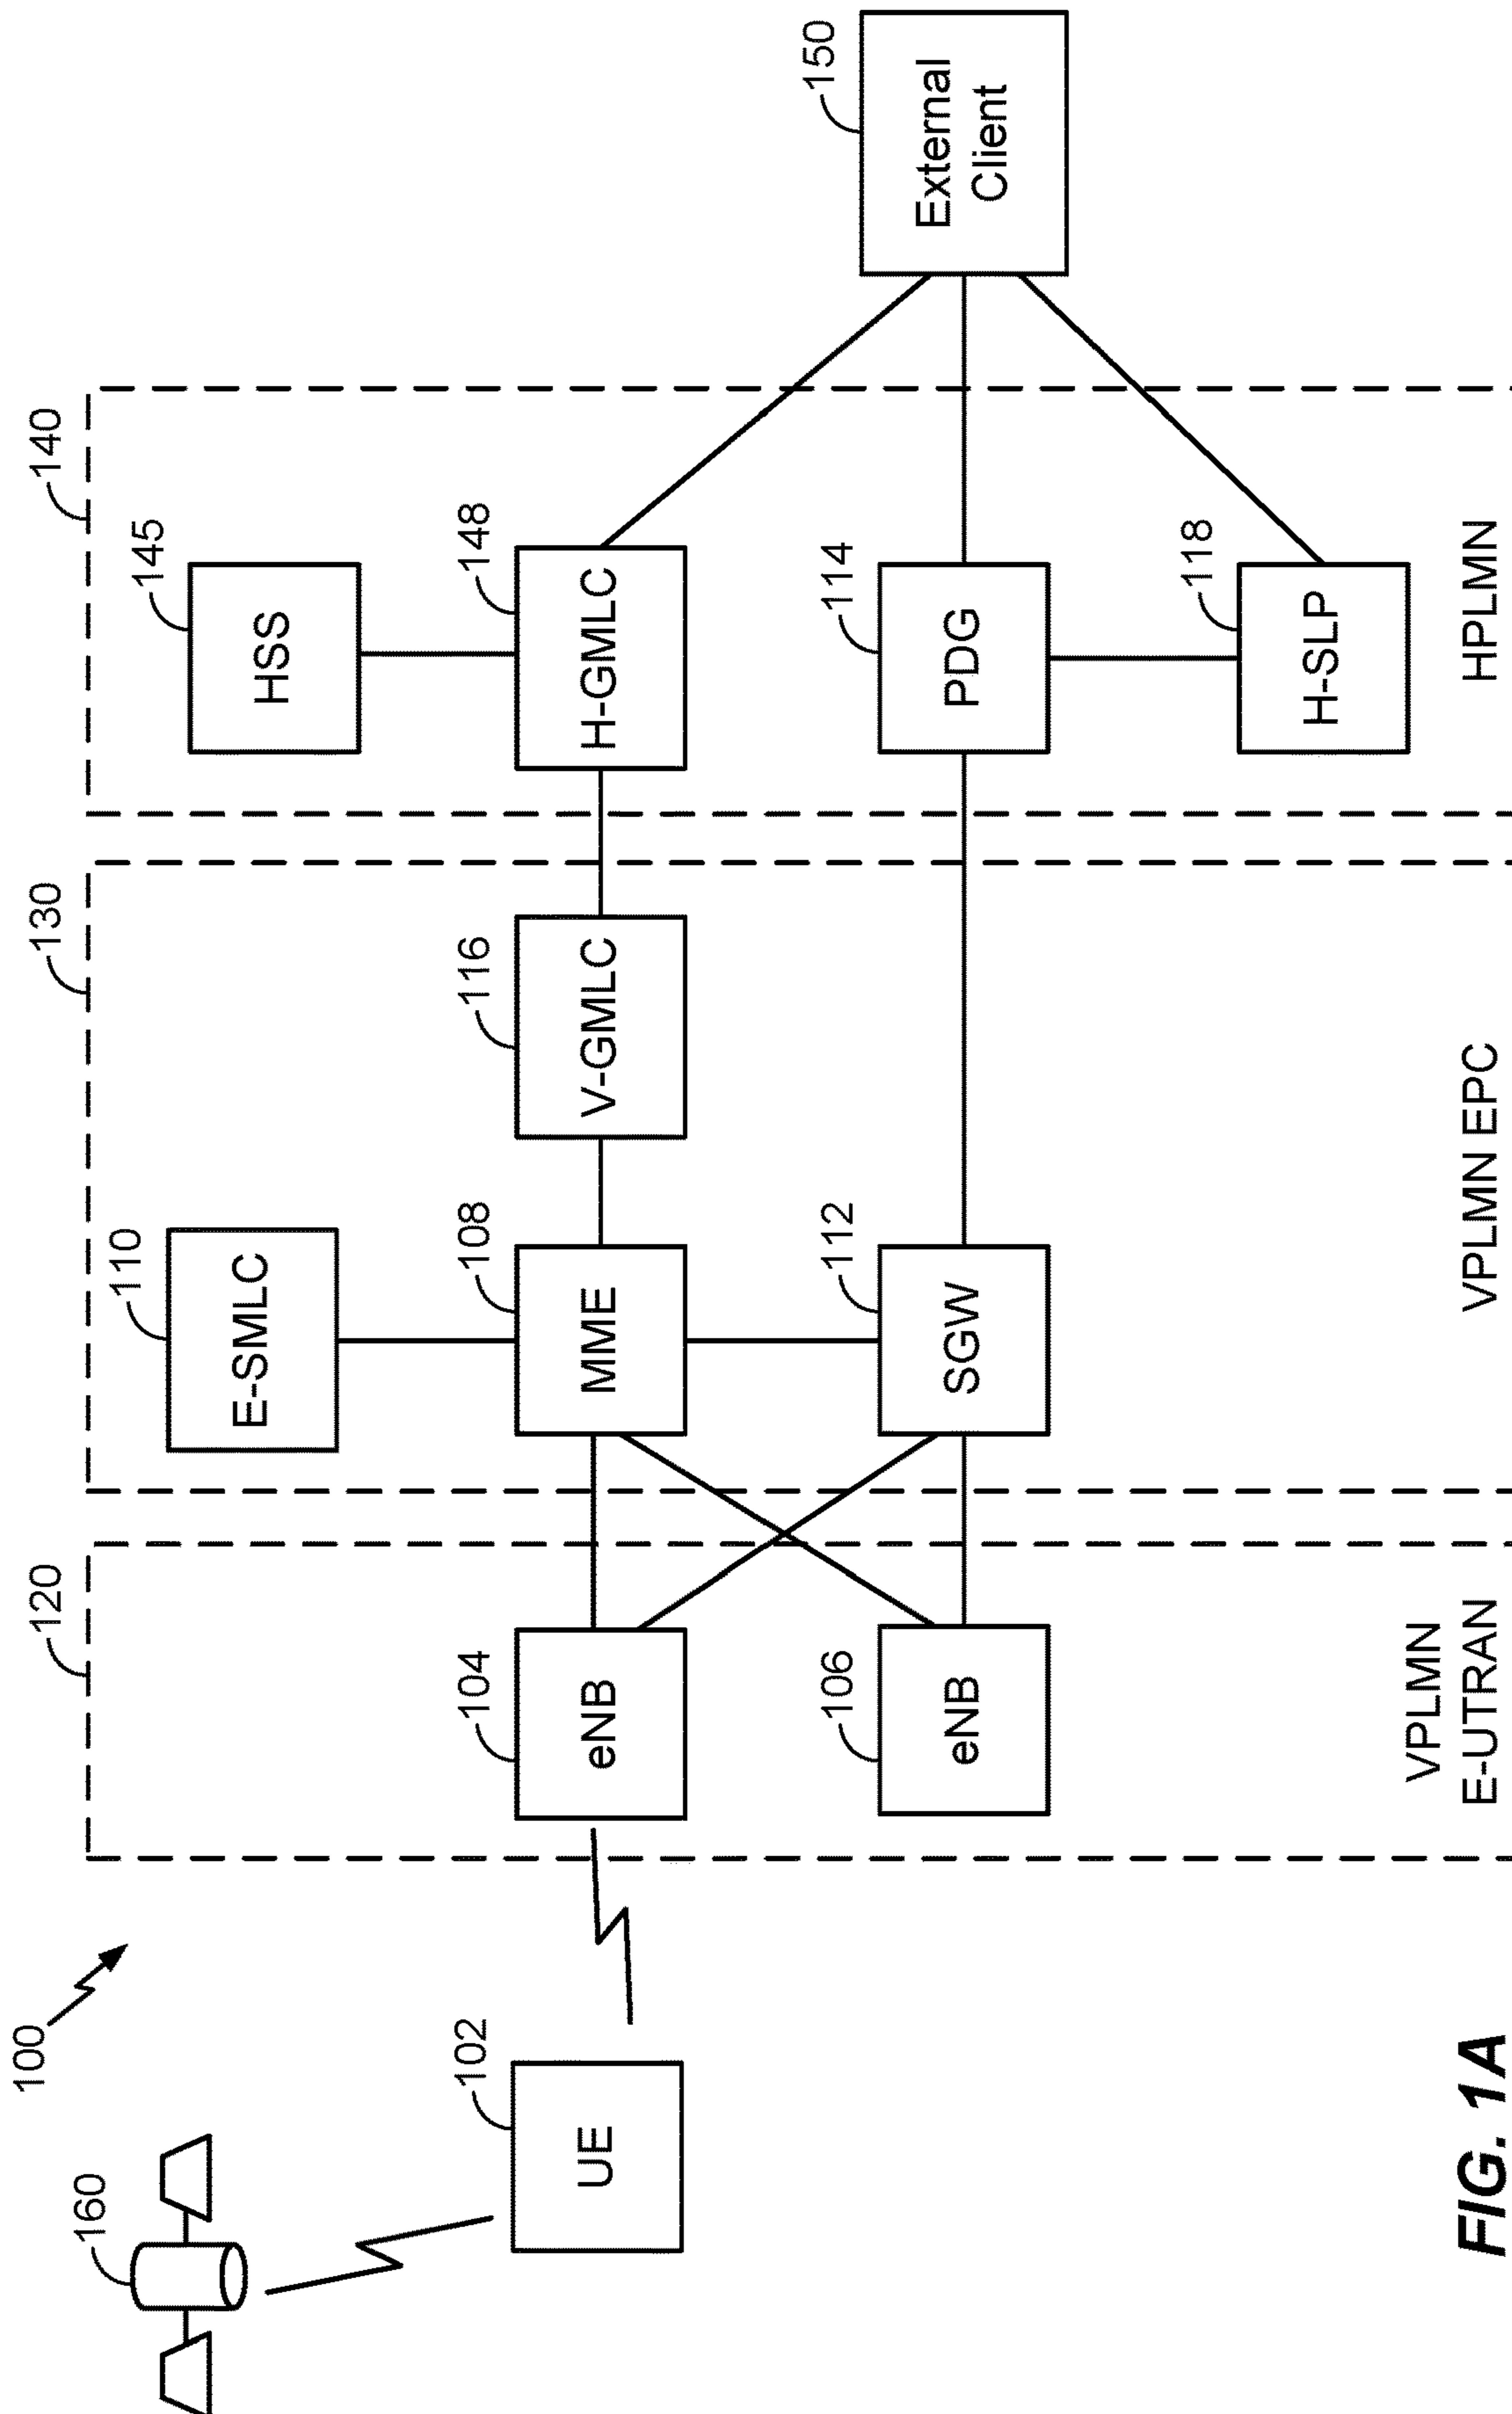 100
160
UE
102
120
eNB
104
eNB
106
VPLMN
E-UTRAN
130
E-SMLC
110
MME
108
V-GMLC
116
SGW
112
VPLMN EPC
140
HSS
145
H-GMLC
148
PDG
114
H-SLP
118
HPLMN
External
Client
150
FIG. 1A